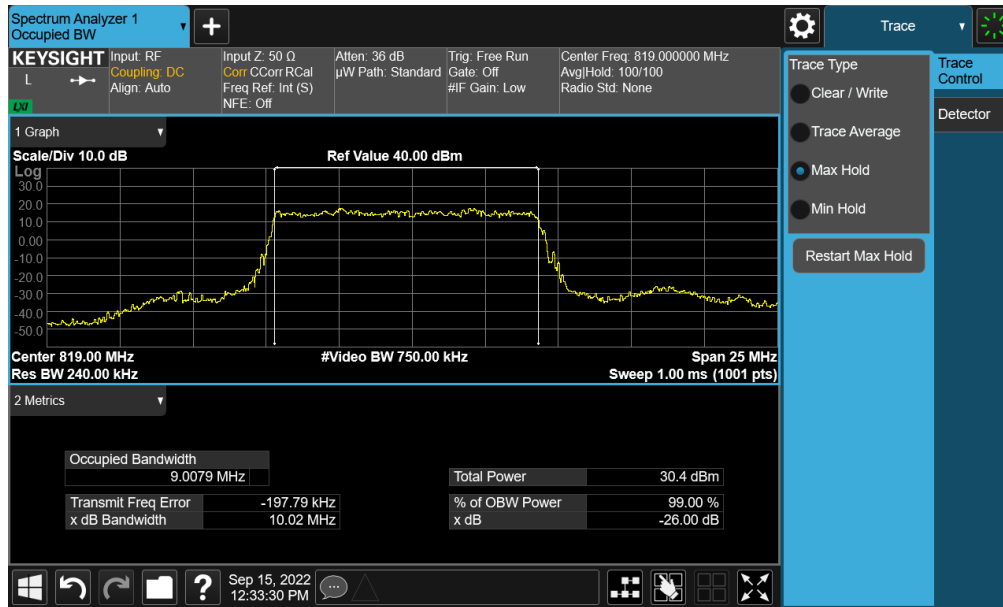 Spectrum Analyzer 1
Occupied BW
+
Trace
KEYSIGHT
L
LXI
Input: RF
Coupling: DC
Align: Auto
Input Z: 50 Ω
Corr CCorr RCal
Freq Ref: Int (S)
NFE: Off
Atten: 36 dB
µW Path: Standard
Trig: Free Run
Gate: Off
#IF Gain: Low
Center Freq: 819.000000 MHz
Avg|Hold: 100/100
Radio Std: None
Trace Type
Clear / Write
Trace Average
Max Hold
Min Hold
Restart Max Hold
Trace
Control
Detector
1 Graph
Scale/Div 10.0 dB
Ref Value 40.00 dBm
Log
30.0
20.0
10.0
0.00
-10.0
-20.0
-30.0
-40.0
-50.0
Center 819.00 MHz
#Video BW 750.00 kHz
Span 25 MHz
Res BW 240.00 kHz
Sweep 1.00 ms (1001 pts)
2 Metrics
Occupied Bandwidth
9.0079 MHz
Total Power 30.4 dBm
Transmit Freq Error -197.79 kHz
% of OBW Power 99.00 %
x dB Bandwidth 10.02 MHz
x dB -26.00 dB
?
Sep 15, 2022
12:33:30 PM